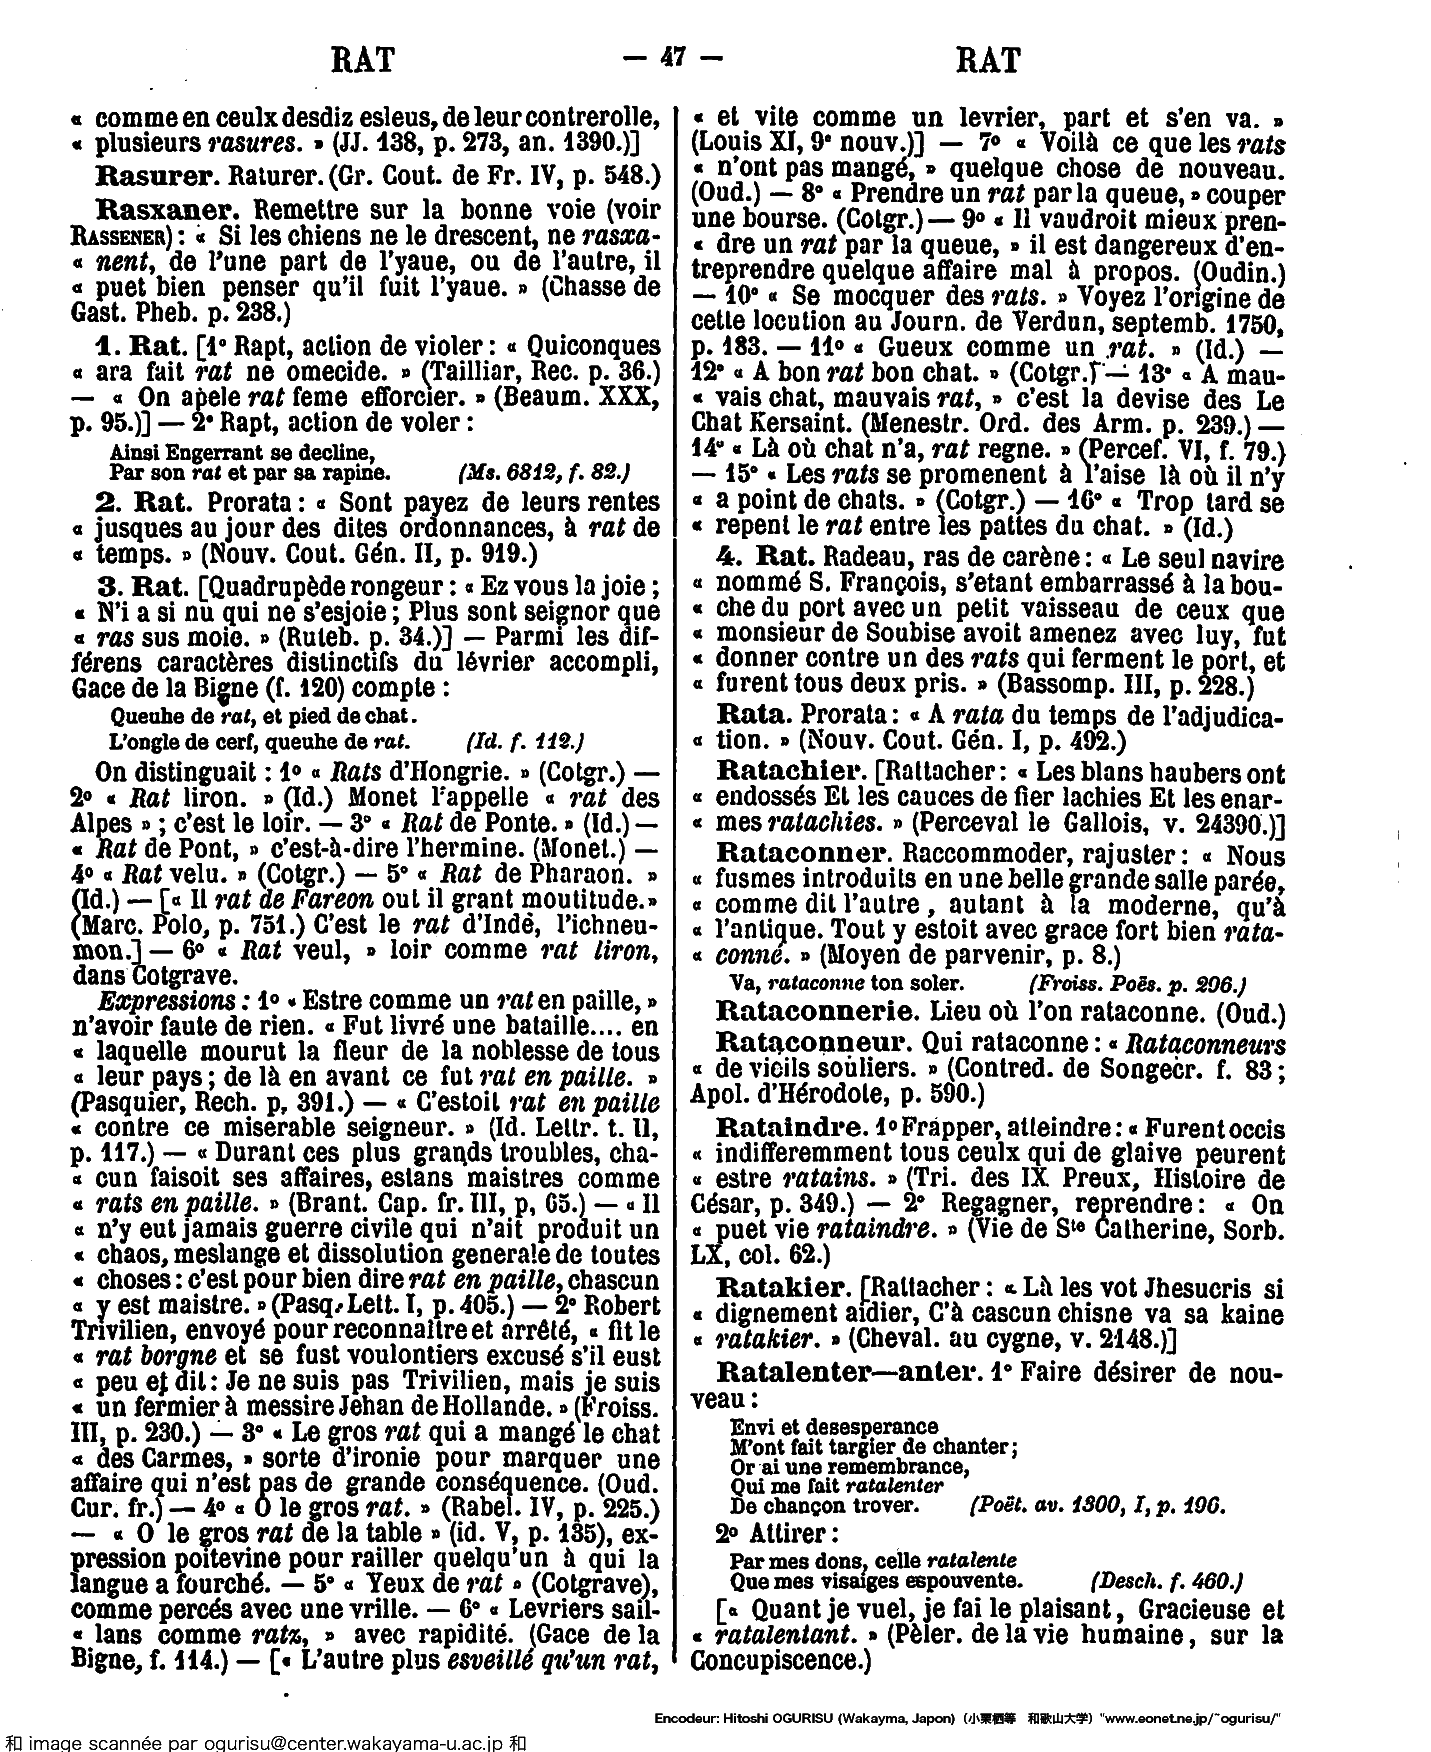 RAT — 47 — RAT
« comme en ceulx desdiz esleus, de leur contrerolle,
« plusieurs rasures. » (JJ. 138, p. 273, an. 1390.)]
Rasurer. Raturer. (Gr. Cout. de Fr. IV, p. 548.)
Rasxaner. Remettre sur la bonne voie (voir
RASSENER) : « Si les chiens ne le drescent, ne rasxa-
« nent, de l'une part de l'yaue, ou de l'autre, il
« puet bien penser qu'il fuit l'yaue. » (Chasse de
Gast. Pheb. p. 238.)
1. Rat. [1° Rapt, action de violer : « Quiconques
« ara fait rat ne omecide. » (Tailliar, Rec. p. 36.)
— « On apele rat feme efforcier. » (Beaum. XXX,
p. 95.)] — 2° Rapt, action de voler :
Ainsi Engerrant se decline,
Par son rat et par sa rapine. (Ms. 6812, f. 82.)
2. Rat. Prorata : « Sont payez de leurs rentes
« jusques au jour des dites ordonnances, à rat de
« temps. » (Nouv. Cout. Gén. II, p. 919.)
3. Rat. [Quadrupède rongeur : « Ez vous la joie ;
« N'i a si nu qui ne s'esjoie ; Plus sont seignor que
« ras sus moie. » (Ruteb. p. 34.)] — Parmi les dif-
férens caractères distinctifs du lévrier accompli,
Gace de la Bigne (f. 120) compte :
Queuhe de rat, et pied de chat.
L'ongle de cerf, queuhe de rat. (Id. f. 112.)
On distinguait : 1° « Rats d'Hongrie. » (Cotgr.) —
2° « Rat liron. » (Id.) Monet l'appelle « rat des
Alpes » ; c'est le loir. — 3° « Rat de Ponte. » (Id.) —
« Rat de Pont, » c'est-à-dire l'hermine. (Monet.) —
4° « Rat velu. » (Cotgr.) — 5° « Rat de Pharaon. »
(Id.) — [« Il rat de Fareon out il grant moutitude.»
(Marc. Polo, p. 751.) C'est le rat d'Inde, l'ichneu-
mon.] — 6° « Rat veul, » loir comme rat liron,
dans Cotgrave.
Expressions : 1° « Estre comme un rat en paille, »
n'avoir faute de rien. « Fut livré une bataille.... en
« laquelle mourut la fleur de la noblesse de tous
« leur pays ; de là en avant ce fut rat en paille. »
(Pasquier, Rech. p. 391.) — « C'estoit rat en paille
« contre ce miserable seigneur. » (Id. Lettr. t. II,
p. 117.) — « Durant ces plus grands troubles, cha-
« cun faisoit ses affaires, estans maistres comme
« rats en paille. » (Brant. Cap. fr. III, p. 65.) — « Il
« n'y eut jamais guerre civile qui n'ait produit un
« chaos, meslange et dissolution generale de toutes
« choses : c'est pour bien dire rat en paille, chascun
« y est maistre. » (Pasq. Lett. I, p. 405.) — 2° Robert
Trivilien, envoyé pour reconnaître et arrêté, « fit le
« rat borgne et se fust voulontiers excusé s'il eust
« peu et dit : Je ne suis pas Trivilien, mais je suis
« un fermier à messire Jehan de Hollande. » (Froiss.
III, p. 230.) — 3° « Le gros rat qui a mangé le chat
« des Carmes, » sorte d'ironie pour marquer une
affaire qui n'est pas de grande conséquence. (Oud.
Cur. fr.) — 4° « O le gros rat. » (Rabel. IV, p. 225.)
— « O le gros rat de la table » (id. V, p. 135), ex-
pression poitevine pour railler quelqu'un à qui la
langue a fourché. — 5° « Yeux de rat » (Cotgrave),
comme percés avec une vrille. — 6° « Levriers sail-
« lans comme ratz, » avec rapidité. (Gace de la
Bigne, f. 114.) — [« L'autre plus esveillé qu'un rat,
« et vite comme un levrier, part et s'en va. »
(Louis XI, 9e nouv.)] — 7° « Voilà ce que les rats
« n'ont pas mangé, » quelque chose de nouveau.
(Oud.) — 8° « Prendre un rat par la queue, » couper
une bourse. (Cotgr.) — 9° « Il vaudroit mieux pren-
« dre un rat par la queue, » il est dangereux d'en-
treprendre quelque affaire mal à propos. (Oudin.)
— 10° « Se mocquer des rats. » Voyez l'origine de
cette locution au Journ. de Verdun, septemb. 1750,
p. 183. — 11° « Gueux comme un rat. » (Id.) —
12° « A bon rat bon chat. » (Cotgr.) — 13° « A mau-
« vais chat, mauvais rat, » c'est la devise des Le
Chat Kersaint. (Menestr. Ord. des Arm. p. 239.) —
14° « Là où chat n'a, rat regne. » (Percef. VI, f. 79.)
— 15° « Les rats se promenent à l'aise là où il n'y
« a point de chats. » (Cotgr.) — 16° « Trop tard se
« repent le rat entre les pattes du chat. » (Id.)
4. Rat. Radeau, ras de carène : « Le seul navire
« nommé S. François, s'etant embarrassé à la bou-
« che du port avec un petit vaisseau de ceux que
« monsieur de Soubise avoit amenez avec luy, fut
« donner contre un des rats qui ferment le port, et
« furent tous deux pris. » (Bassomp. III, p. 228.)
Rata. Prorata : « A rata du temps de l'adjudica-
« tion. » (Nouv. Cout. Gén. I, p. 492.)
Ratachier. [Rattacher : « Les blans haubers ont
« endossés Et les cauces de fier lachies Et les enar-
« mes ratachies. » (Perceval le Gallois, v. 24390.)]
Rataconner. Raccommoder, rajuster : « Nous
« fusmes introduits en une belle grande salle parée,
« comme dit l'autre, autant à la moderne, qu'à
« l'antique. Tout y estoit avec grace fort bien rata-
« conné. » (Moyen de parvenir, p. 8.)
Va, rataconne ton soler. (Froiss. Poës. p. 296.)
Rataconnerie. Lieu où l'on rataconne. (Oud.)
Rataconneur. Qui rataconne : « Rataconneurs
« de vieils souliers. » (Contred. de Songecr. f. 83 ;
Apol. d'Hérodote, p. 590.)
Rataindre. 1° Frapper, atteindre : « Furent occis
« indifferemment tous ceulx qui de glaive peurent
« estre ratains. » (Tri. des IX Preux, Histoire de
César, p. 349.) — 2° Regagner, reprendre : « On
« puet vie rataindre. » (Vie de Ste Catherine, Sorb.
LX, col. 62.)
Ratakier. [Rattacher : « Là les vot Jhesucris si
« dignement aidier, C'à cascun chisne va sa kaine
« ratakier. » (Cheval. au cygne, v. 2148.)]
Ratalenter—anter. 1° Faire désirer de nou-
veau :
Envi et desesperance
M'ont fait targier de chanter ;
Or ai une remembrance,
Qui me fait ratalenter
De chançon trover. (Poët. av. 1300, I, p. 196.
2° Attirer :
Par mes dons, celle ratalente
Que mes visaiges espouvente. (Desch. f. 460.)
[« Quant je vuel, je fai le plaisant, Gracieuse et
« ratalentant. » (Pèler. de la vie humaine, sur la
Concupiscence.)
Encodeur: Hitoshi OGURISU (Wakayma, Japon) (小栗栖等 和歌山大学) "www.eonet.ne.jp/~ogurisu/"
和 image scannée par ogurisu@center.wakayama-u.ac.jp 和